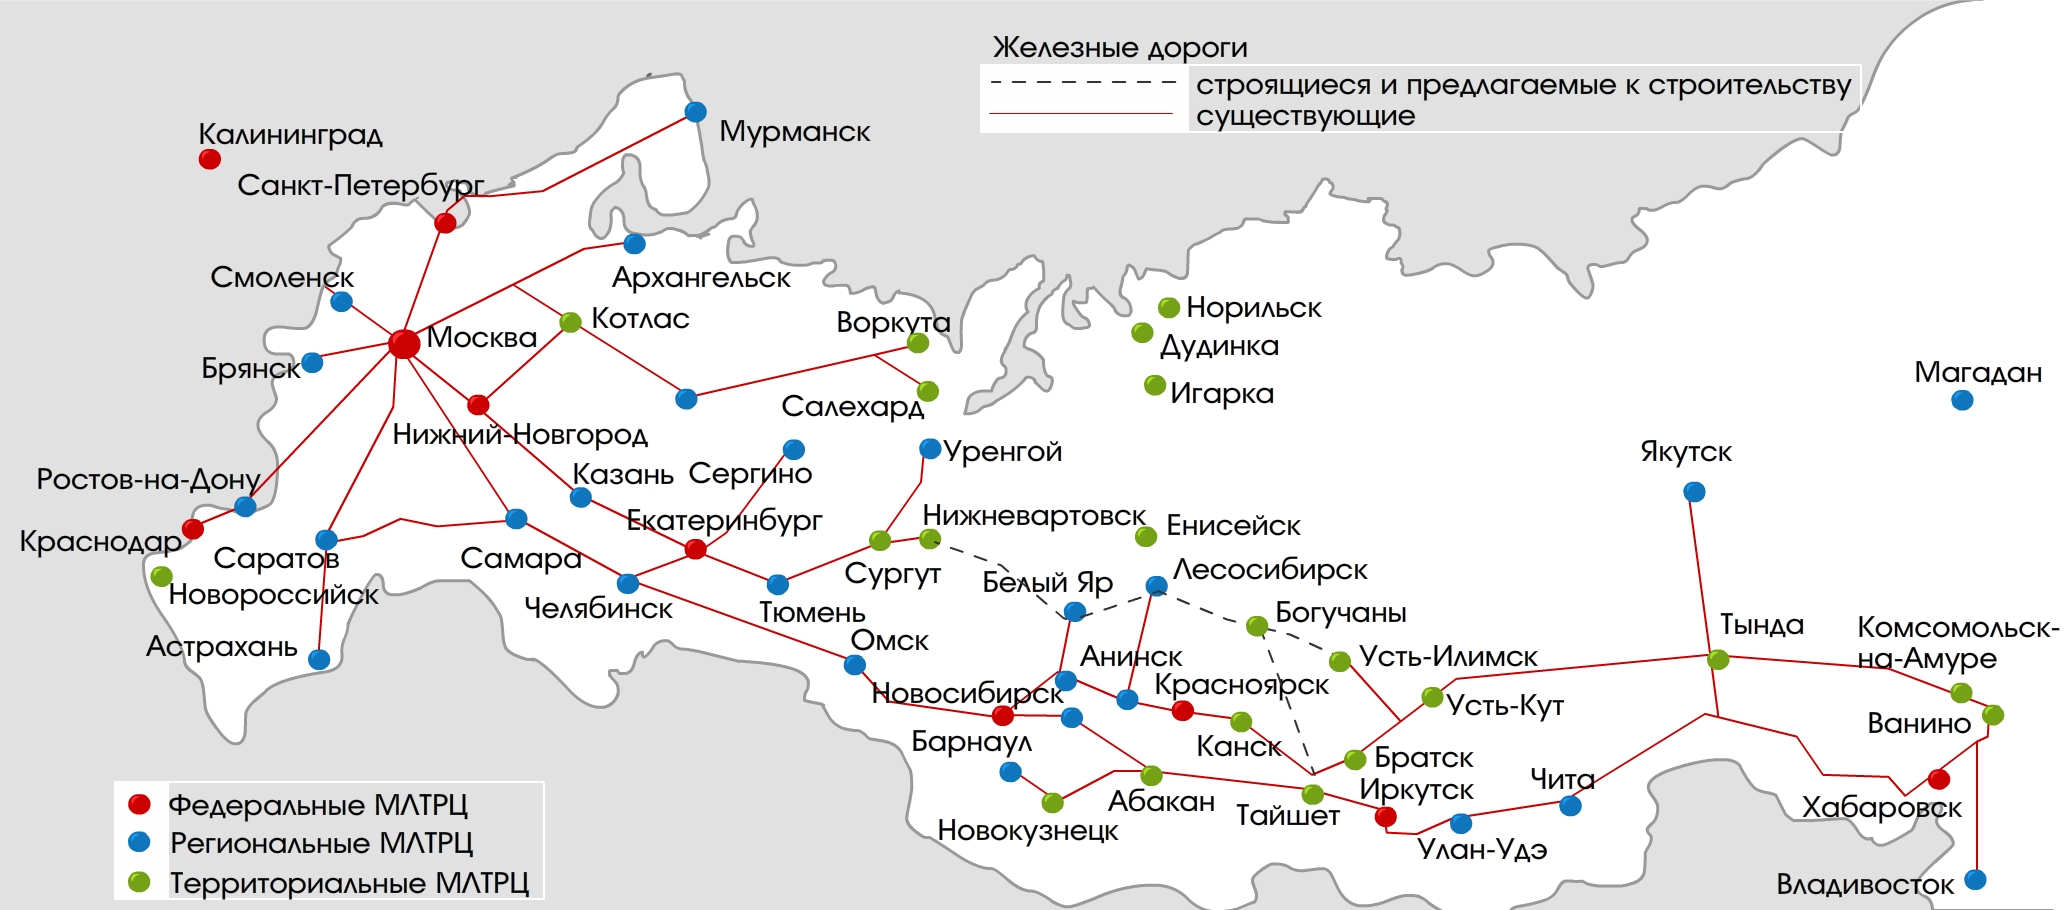 Железные дороги
строящиеся и предлагаемые к строительству
существующие
Калининград
Мурманск
Санкт-Петербург
Смоленск
Архангельск
Москва
Котлас
Воркута
Норильск
Дудинка
Брянск
Игарка
Магадан
Салехард
Нижний-Новгород
Уренгой
Якутск
Ростов-на-Дону
Казань
Сергино
Екатеринбург
Нижневартовск
Енисейск
Краснодар
Саратов
Самара
Сургут
Белый Яр
Лесосибирск
Новороссийск
Челябинск
Тюмень
Богучаны
Тында
Комсомольск-
на-Амуре
Астрахань
Омск
Анинск
Усть-Илимск
Новосибирск
Красноярск
Усть-Кут
Ванино
Барнаул
Канск
Братск
Иркутск
Чита
Абакан
Тайшет
Хабаровск
Новокузнецк
Улан-Удэ
Владивосток
Федеральные МЛТРЦ
Региональные МЛТРЦ
Территориальные МЛТРЦ